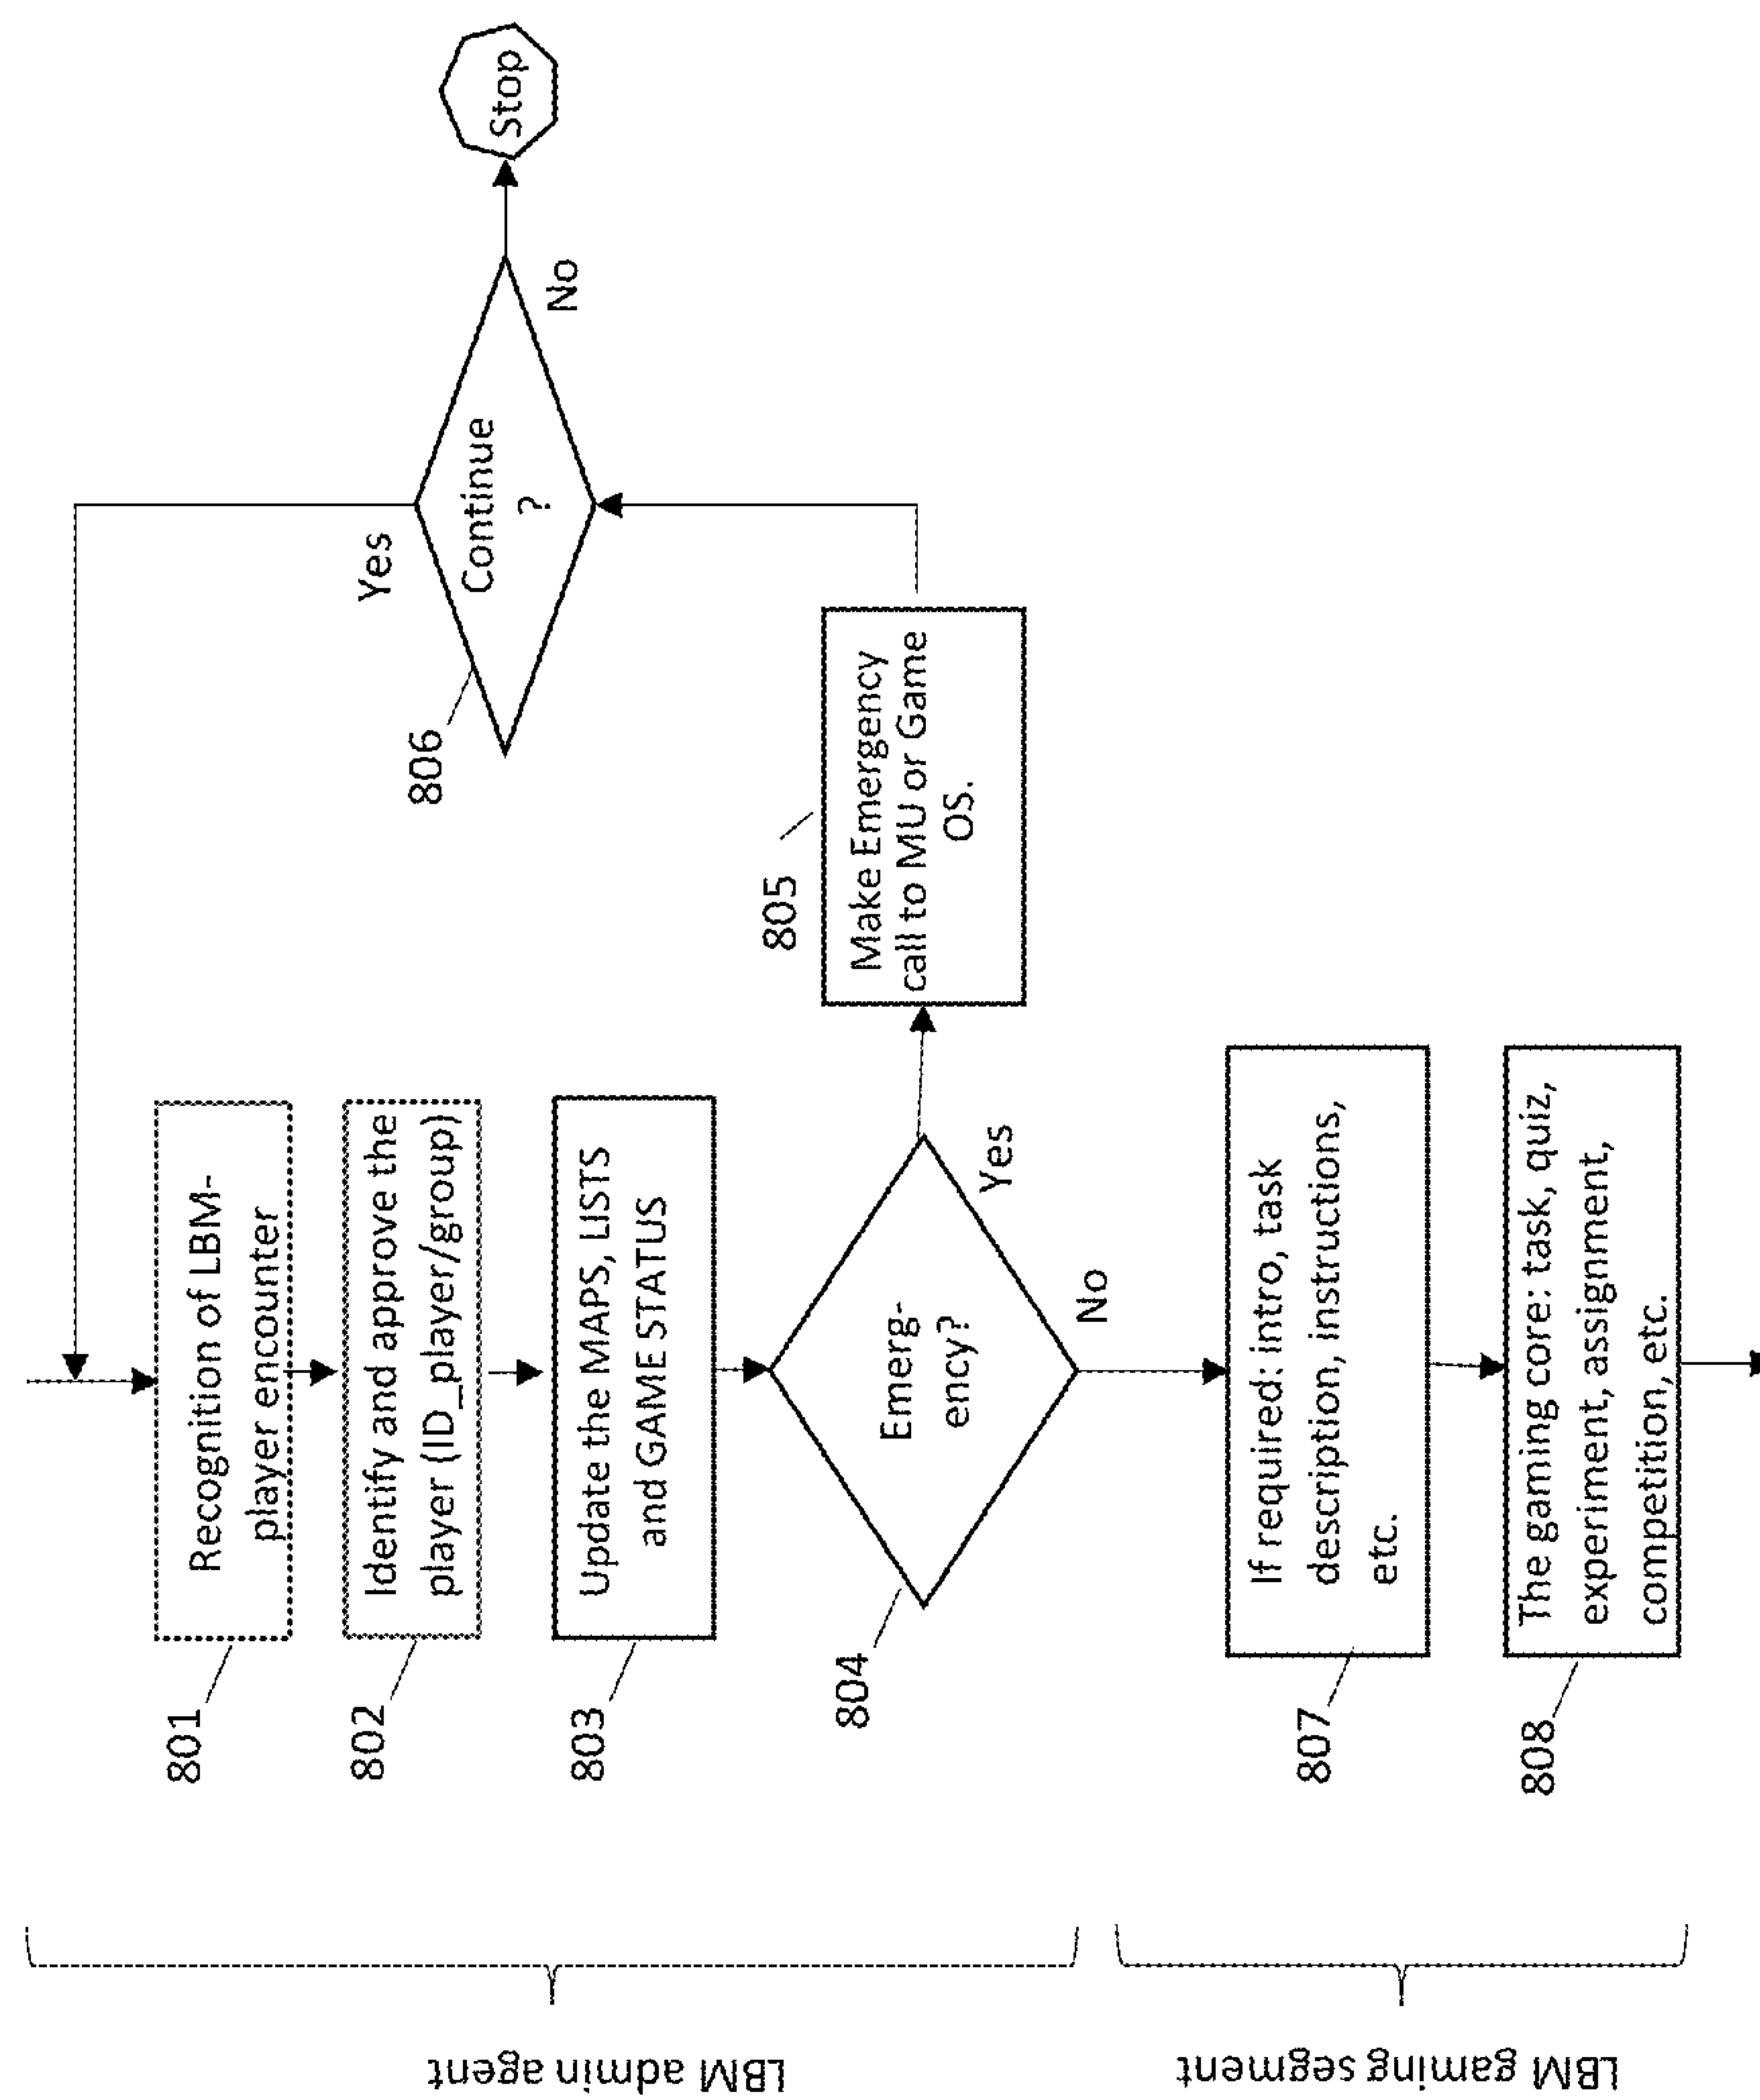 801
Recognition of LBM-
player encounter
802
Identify and approve the
player (ID_player/group)
803
Update the MAPS, LISTS
and GAME STATUS
804
Emerg-
ency?
Yes
No
805
Make Emergency
call to MU or Game
OS.
806
Continue
?
Yes
No
Stop
807
If required: intro, task
description, instructions,
etc.
808
The gaming core: task, quiz,
experiment, assignment,
competition, etc.
LBM admin agent
LBM gaming segment